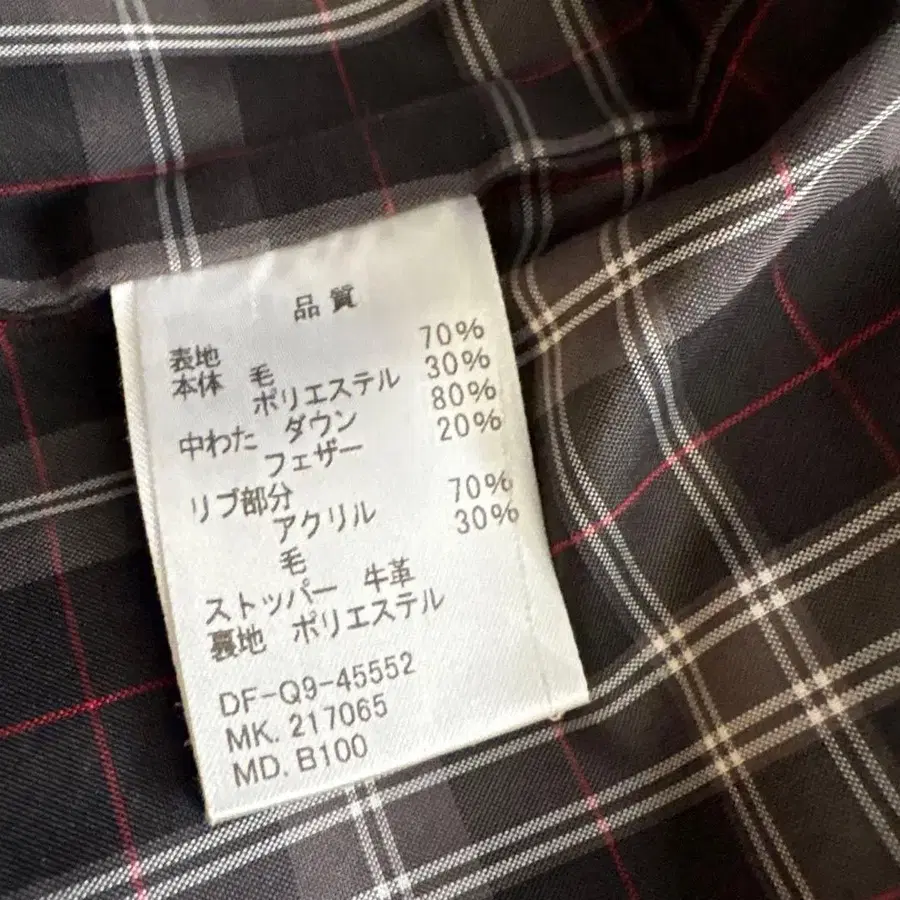 品質
表地
本体 毛 70%
ポリエステル 30%
中わた ダウン 80%
フェザー 20%
リブ部分
アクリル 70%
毛 30%
ストッパー 牛革
裏地 ポリエステル
DF-Q9-45552
MK. 217065
MD. B100